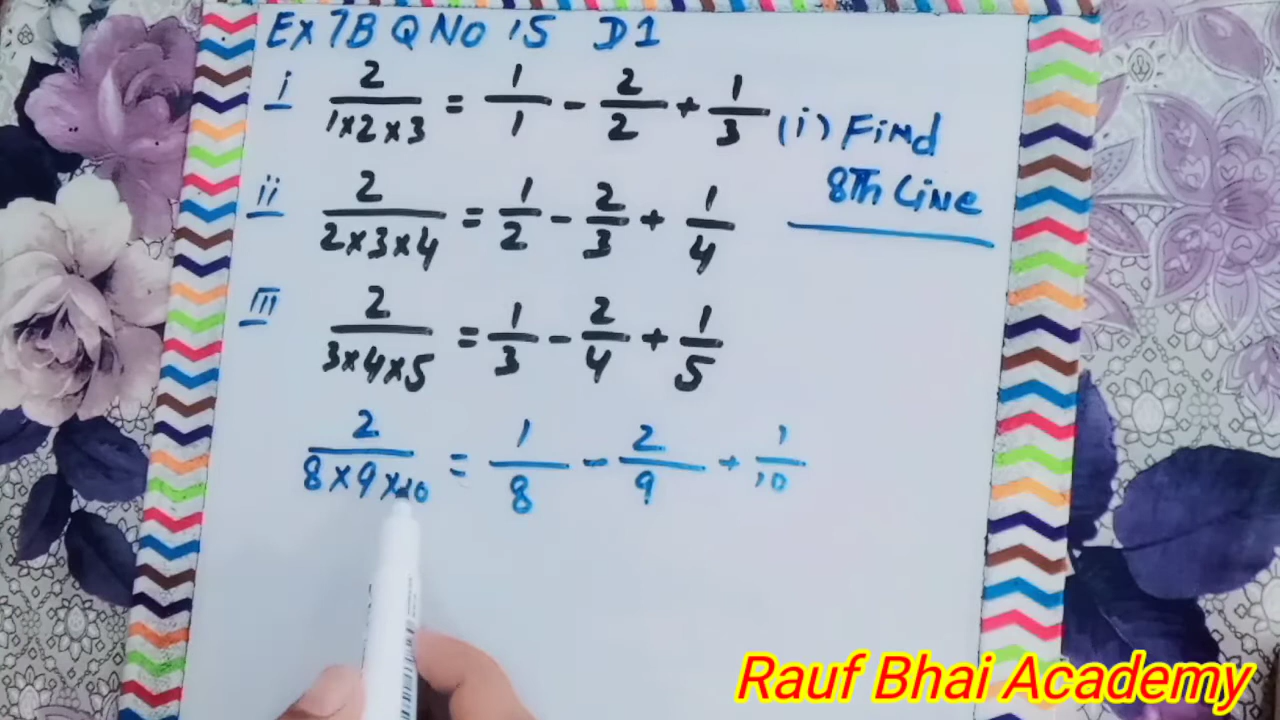 Ex 7B Q No 15 D1
i 2/1×2×3 = 1/1 - 2/2 + 1/3 (i) Find
8Th Line
ii 2/2×3×4 = 1/2 - 2/3 + 1/4
III 2/3×4×5 = 1/3 - 2/4 + 1/5
2/8×9×10 = 1/8 - 2/9 + 1/10
Rauf Bhai Academy